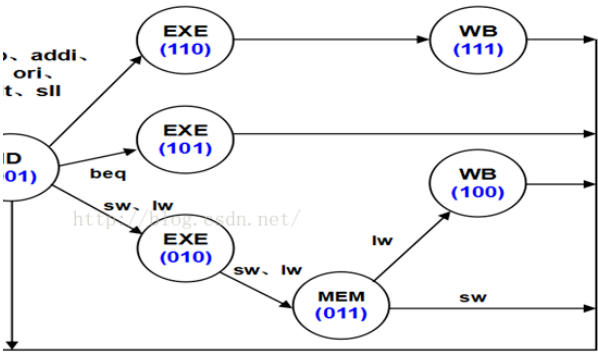 EXE
(110)
WB
(111)
、addi、
ori、
t、sll
EXE
(101)
ID
01)
beq
WB
(100)
sw、lw
http://blog.csdn.net/
EXE
(010)
lw
sw、lw
MEM
(011)
sw